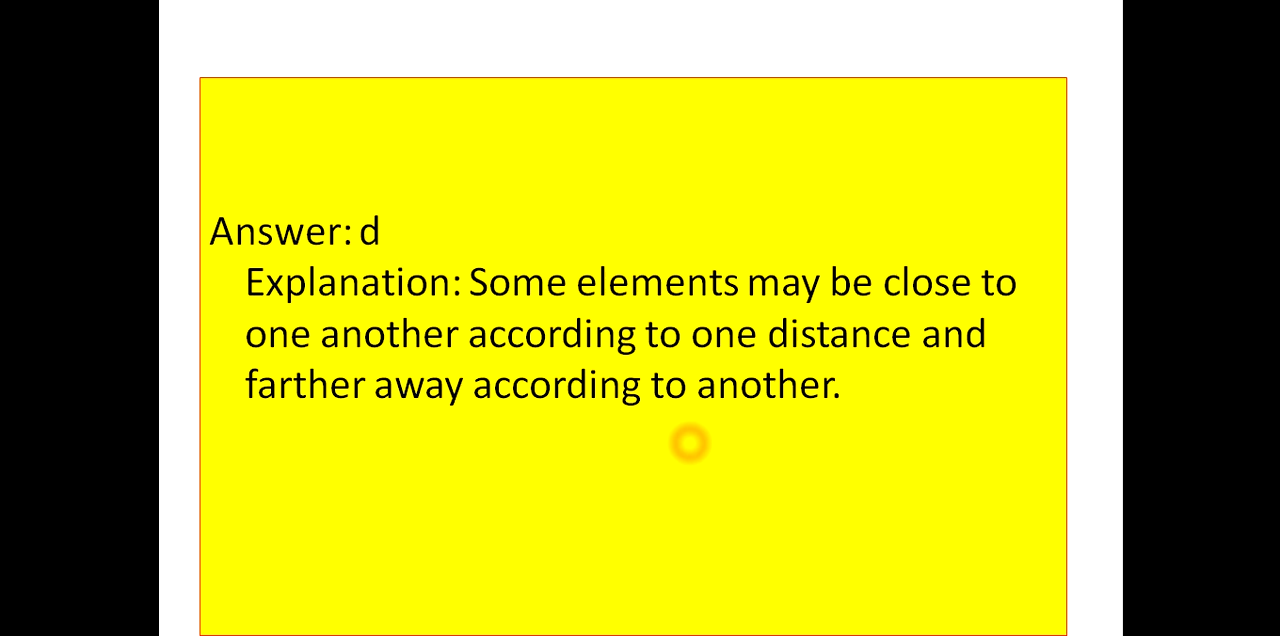 Answer: d
Explanation: Some elements may be close to
one another according to one distance and
farther away according to another.